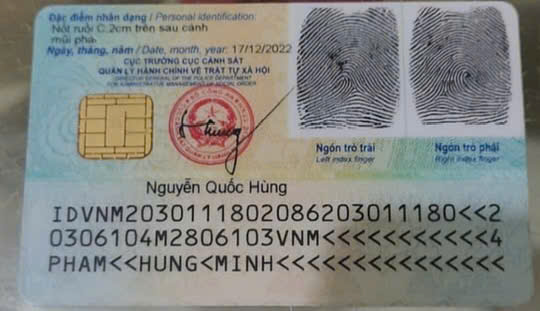 Đặc điểm nhân dạng / Personal identification:
Nốt ruồi C.2cm trên sau cánh
mũi phải
Ngày, tháng, năm / Date, month, year: 17/12/2022
CỤC TRƯỞNG CỤC CẢNH SÁT
QUẢN LÝ HÀNH CHÍNH VỀ TRẬT TỰ XÃ HỘI
DIRECTOR GENERAL OF THE POLICE DEPARTMENT
FOR ADMINISTRATIVE MANAGEMENT OF SOCIAL ORDER
Ngón trỏ trái
Left index finger
Ngón trỏ phải
Right index finger
Nguyễn Quốc Hùng
IDVNM2030111802086203011180<<2
0306104M2806103VNM<<<<<<<<<<<4
PHAM<<HUNG<MINH<<<<<<<<<<<<<<<